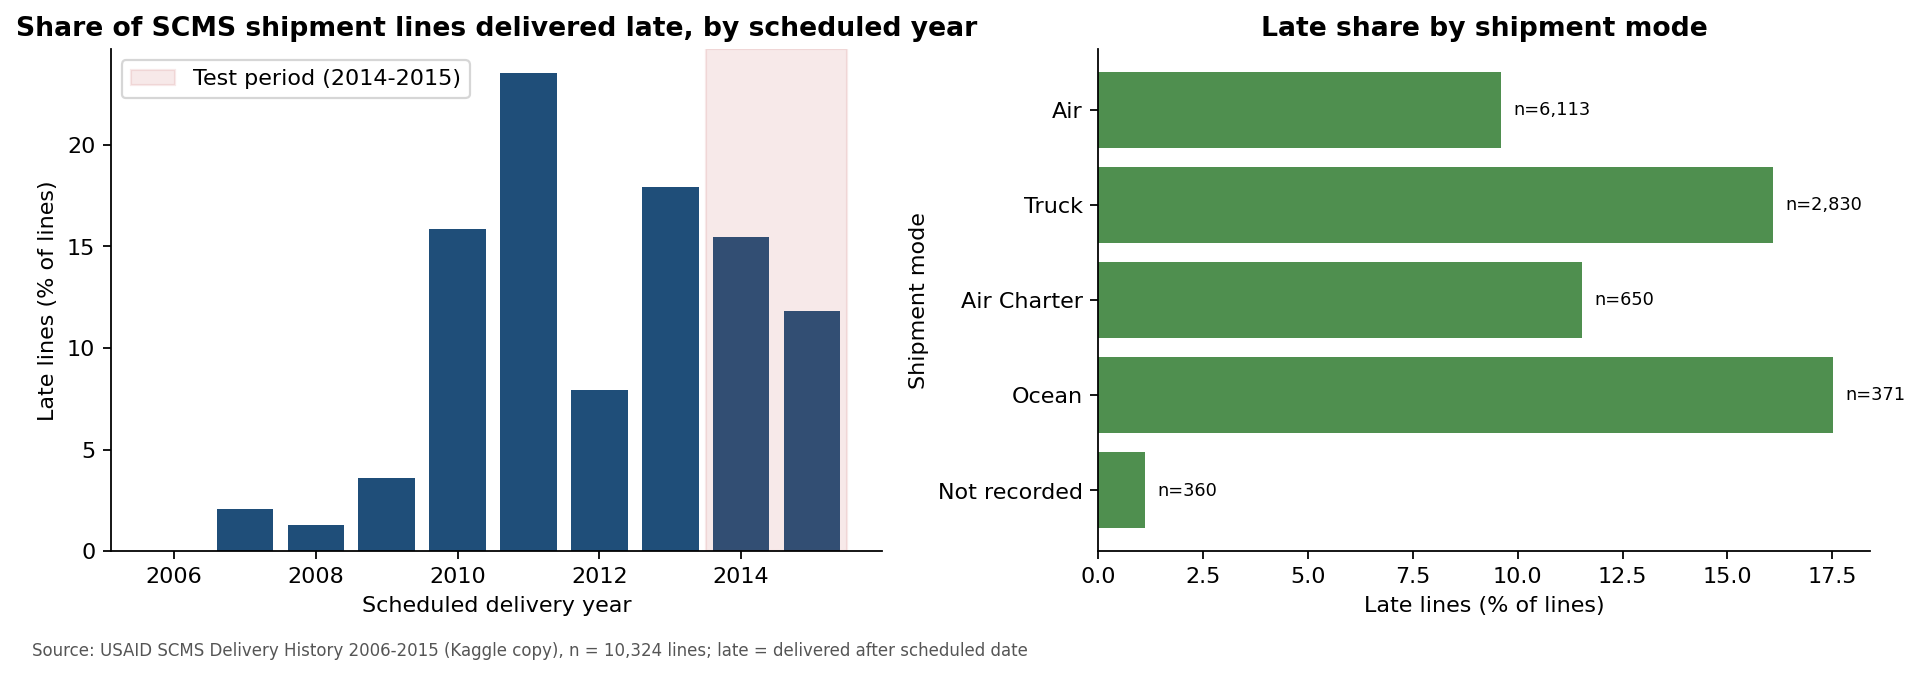 Share of SCMS shipment lines delivered late, by scheduled year
Test period (2014-2015)
Late lines (% of lines)
20
15
10
5
0
2006 2008 2010 2012 2014
Scheduled delivery year
Late share by shipment mode
Shipment mode
Air n=6,113
Truck n=2,830
Air Charter n=650
Ocean n=371
Not recorded n=360
0.0 2.5 5.0 7.5 10.0 12.5 15.0 17.5
Late lines (% of lines)
Source: USAID SCMS Delivery History 2006-2015 (Kaggle copy), n = 10,324 lines; late = delivered after scheduled date